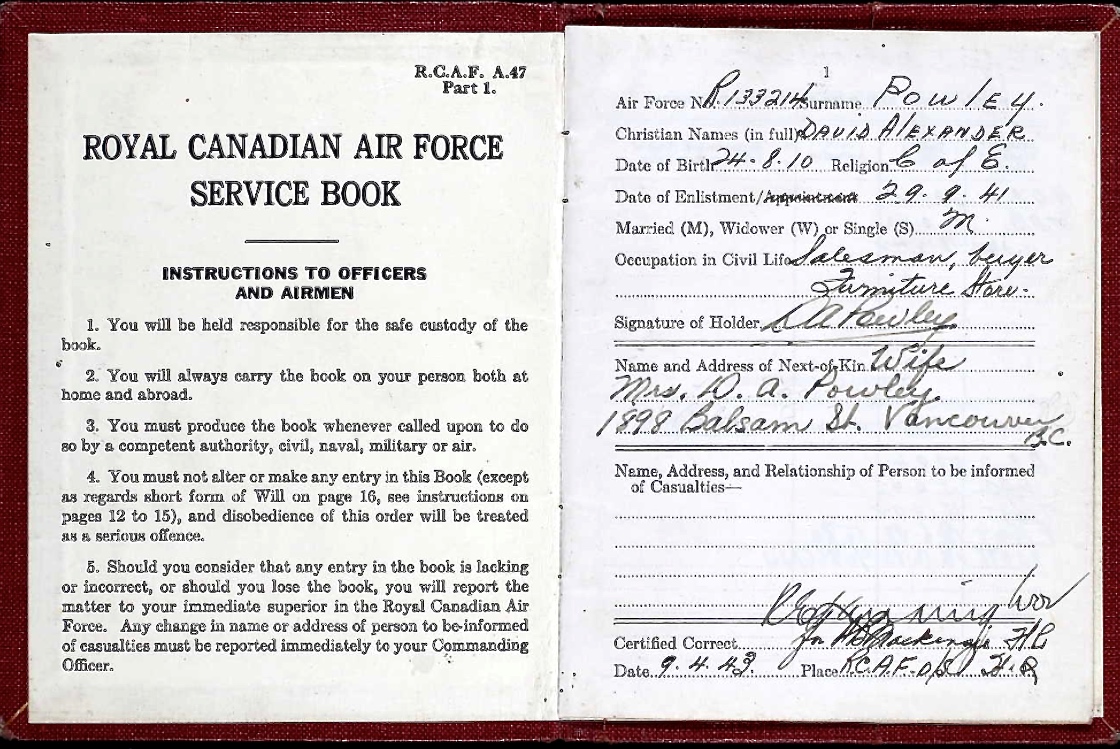 R.C.A.F. A.47
Part 1.
ROYAL CANADIAN AIR FORCE
SERVICE BOOK
INSTRUCTIONS TO OFFICERS
AND AIRMEN
1. You will be held responsible for the safe custody of the
book.
2. You will always carry the book on your person both at
home and abroad.
3. You must produce the book whenever called upon to do
so by a competent authority, civil, naval, military or air.
4. You must not alter or make any entry in this Book (except
as regards short form of Will on page 16, see instructions on
pages 12 to 15), and disobedience of this order will be treated
as a serious offence.
5. Should you consider that any entry in the book is lacking
or incorrect, or should you lose the book, you will report the
matter to your immediate superior in the Royal Canadian Air
Force. Any change in name or address of person to be informed
of casualties must be reported immediately to your Commanding
Officer.
1
Air Force No. R133214 Surname POWLEY.
Christian Names (in full) DAVID ALEXANDER
Date of Birth 24.8.10 Religion C of E.
Date of Enlistment/Appointment 29.9.41
Married (M), Widower (W) or Single (S) M.
Occupation in Civil Life Salesman, buyer
Furniture Store.
Signature of Holder DA Powley
Name and Address of Next-of-Kin Wife
Mrs. D. A. Powley.
1898 Balsam St. Vancouver
B.C.
Name, Address, and Relationship of Person to be informed
of Casualties—
Certified Correct for Mackenzie F/L
Date 9.4.43. Place R.C.A.F. O/S H.Q.